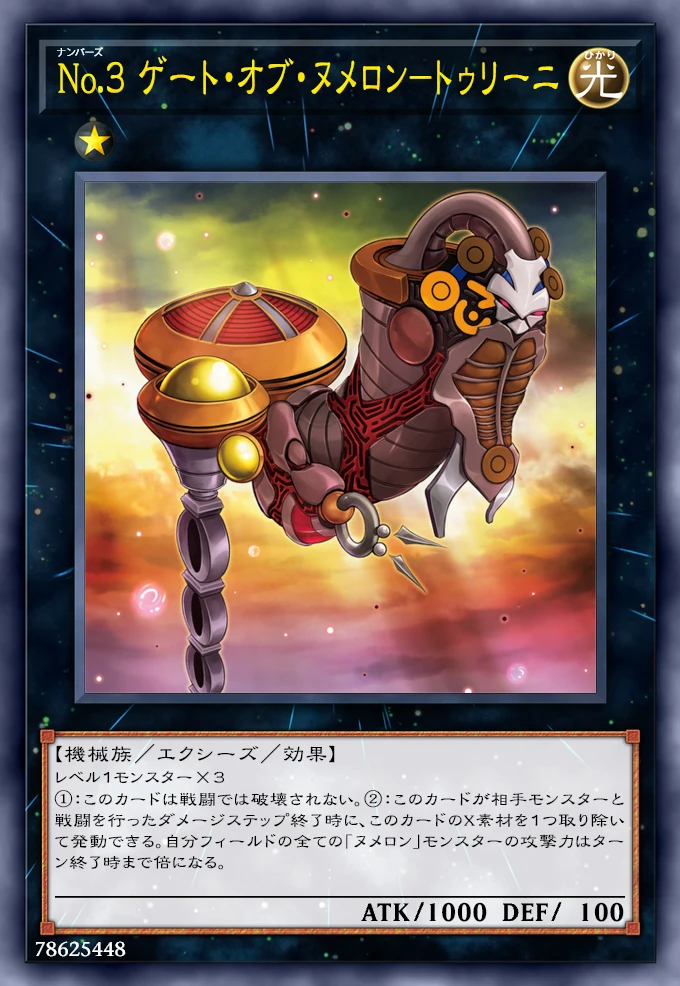 ナンバーズ
No.3 ゲート・オブ・ヌメロン−トゥリーニ
ひかり
光
【機械族／エクシーズ／効果】
レベル１モンスター×３
①：このカードは戦闘では破壊されない。②：このカードが相手モンスターと
戦闘を行ったダメージステップ終了時に、このカードのX素材を１つ取り除い
て発動できる。自分フィールドの全ての「ヌメロン」モンスターの攻撃力はター
ン終了時まで倍になる。
ATK/1000 DEF/ 100
78625448